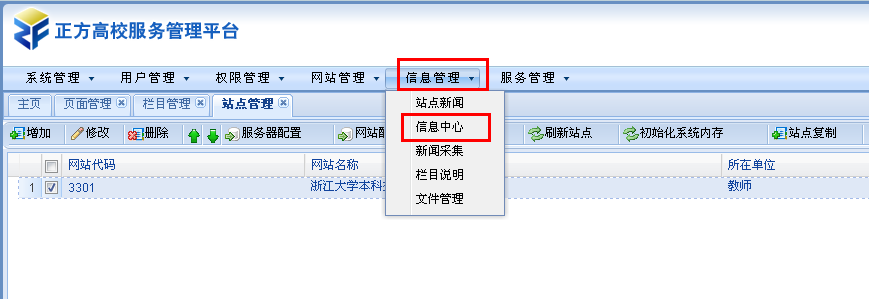 正方高校服务管理平台
系统管理 用户管理 权限管理 网站管理 信息管理 服务管理
主页 页面管理 栏目管理 站点管理
站点新闻
增加 修改 删除 服务器配置 网站 信息中心 刷新站点 初始化系统内存 站点复制
新闻采集
网站代码 网站名称 所在单位
栏目说明
1 3301 浙江大学本科 教师
文件管理